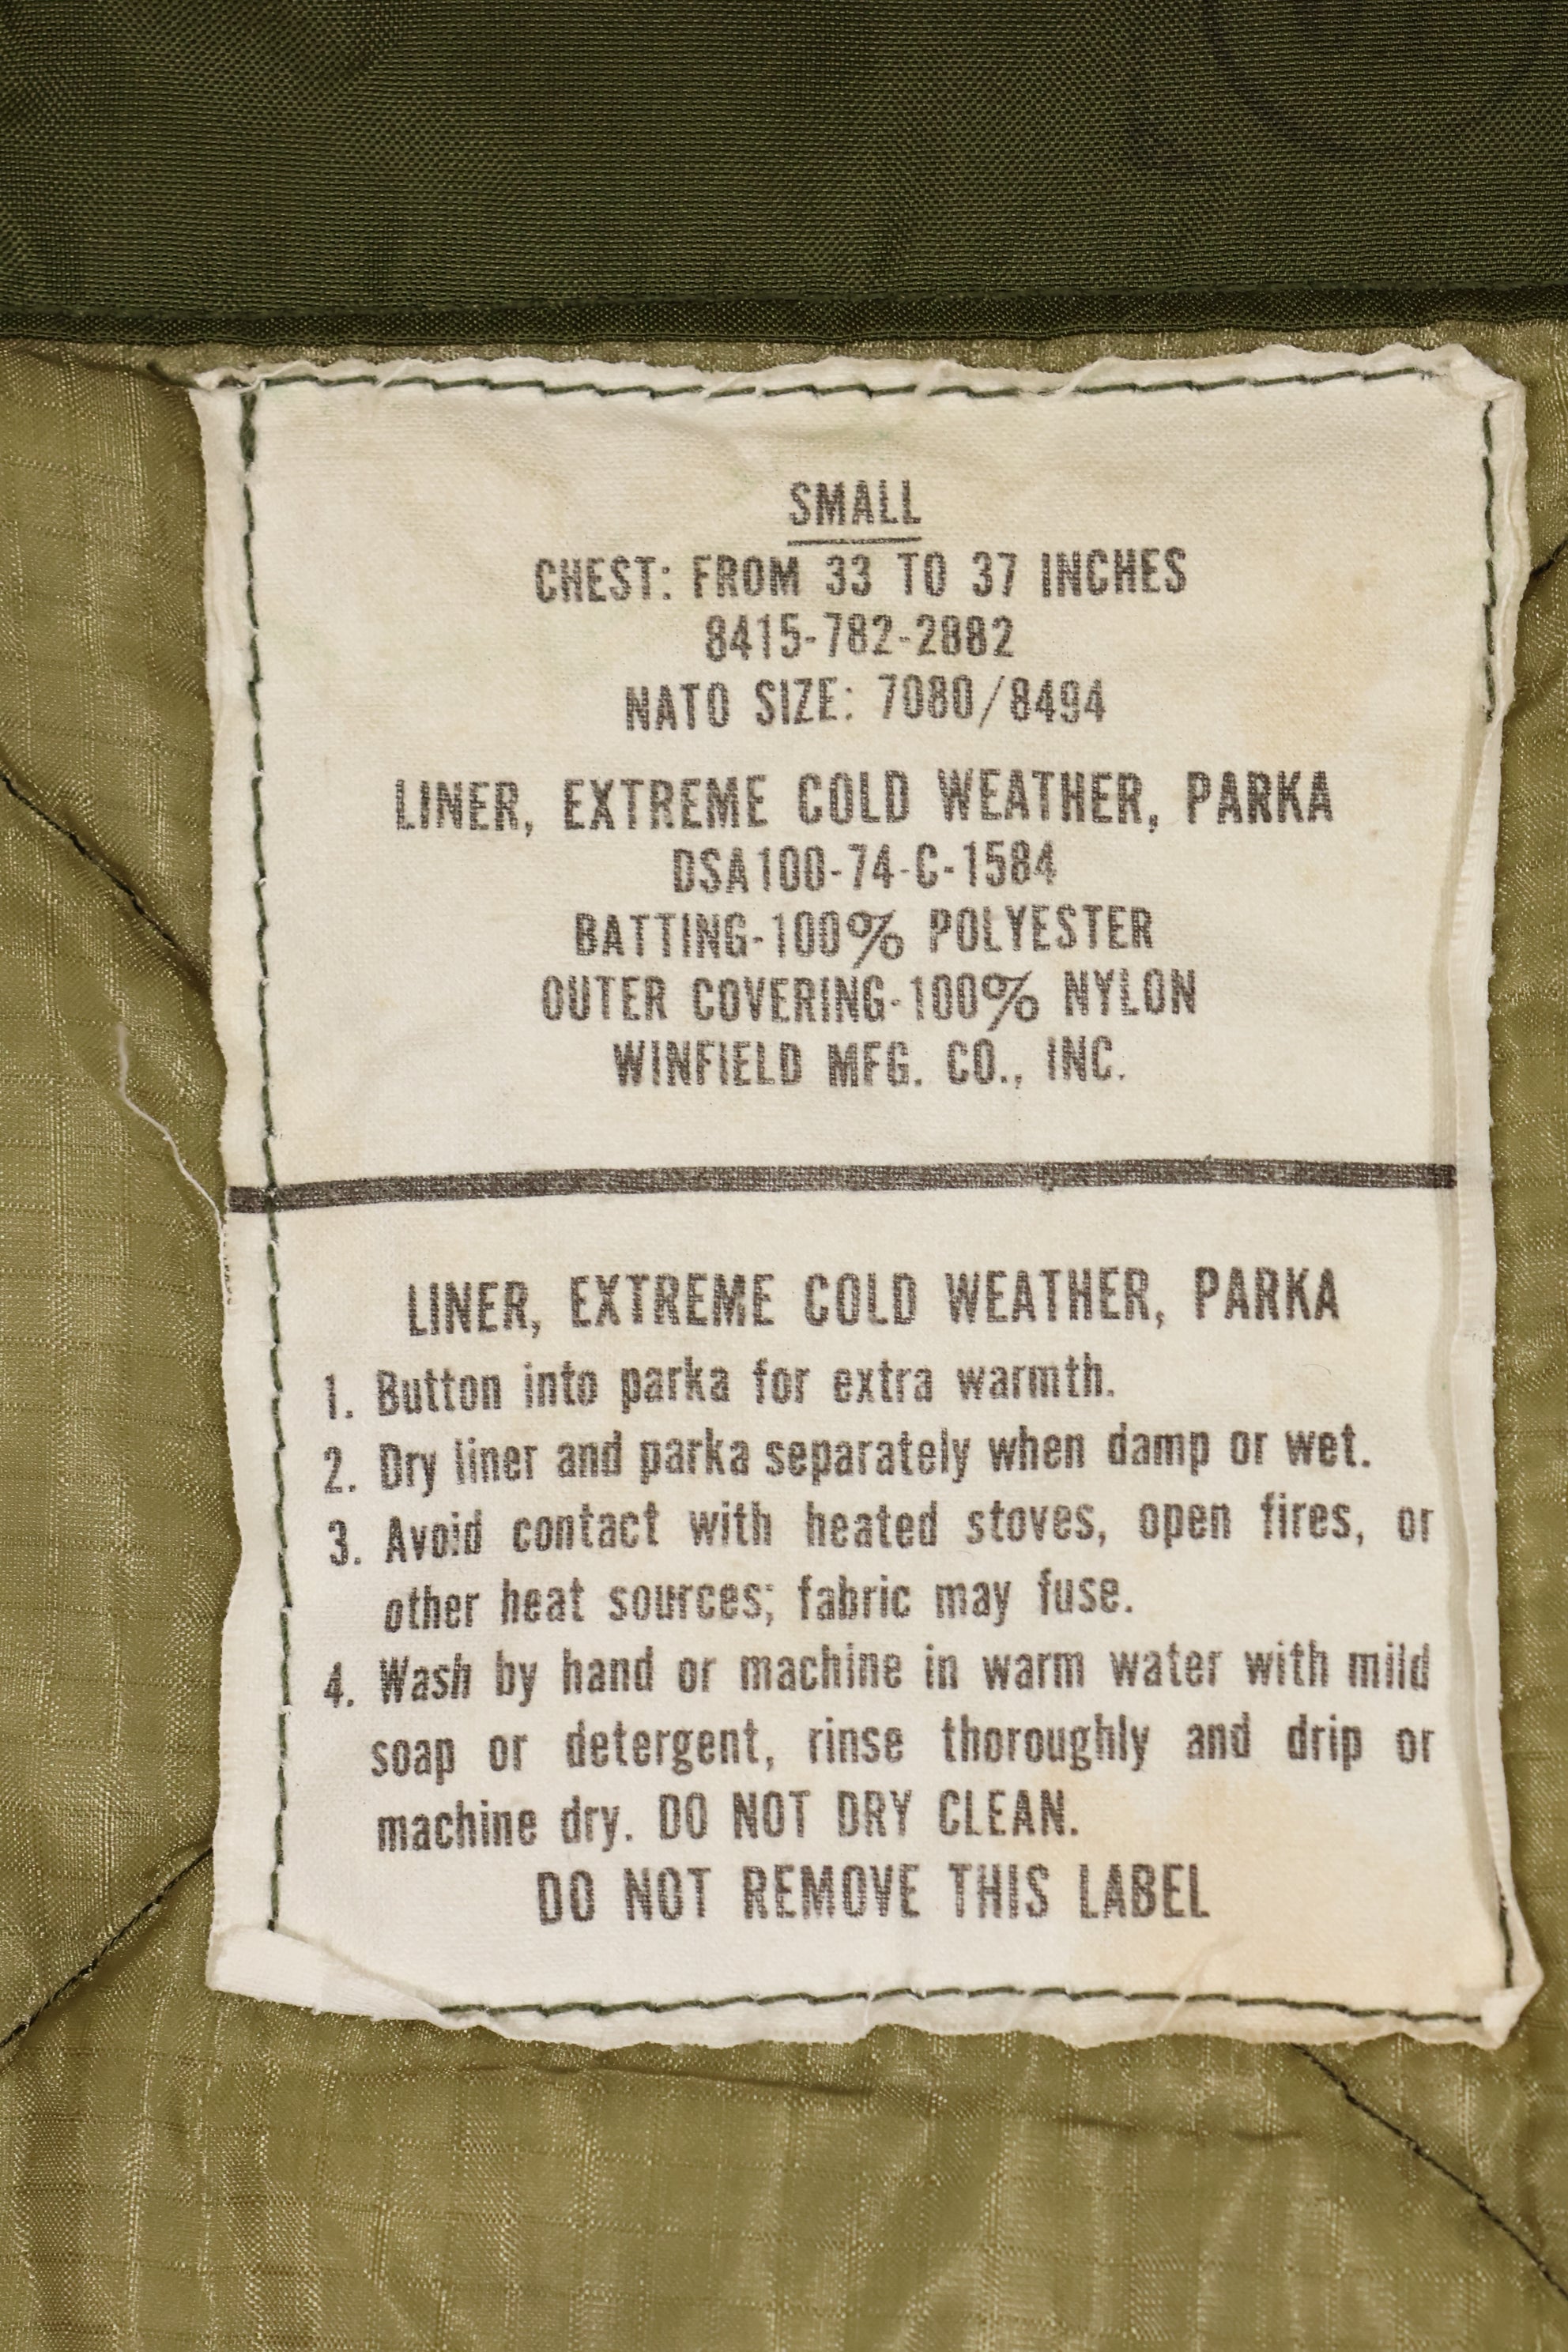 SMALL
CHEST: FROM 33 TO 37 INCHES
8415-782-2882
NATO SIZE: 7080/8494
LINER, EXTREME COLD WEATHER, PARKA
DSA100-74-C-1584
BATTING-100% POLYESTER
OUTER COVERING-100% NYLON
WINFIELD MFG. CO., INC.
LINER, EXTREME COLD WEATHER, PARKA
1. Button into parka for extra warmth.
2. Dry liner and parka separately when damp or wet.
3. Avoid contact with heated stoves, open fires, or
other heat sources; fabric may fuse.
4. Wash by hand or machine in warm water with mild
soap or detergent, rinse thoroughly and drip or
machine dry. DO NOT DRY CLEAN.
DO NOT REMOVE THIS LABEL